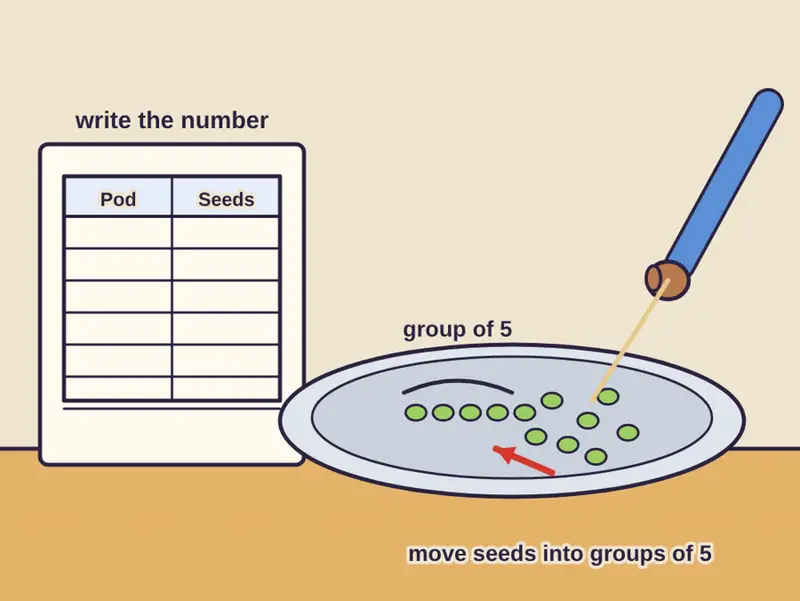 write the number
Pod
Seeds
group of 5
move seeds into groups of 5